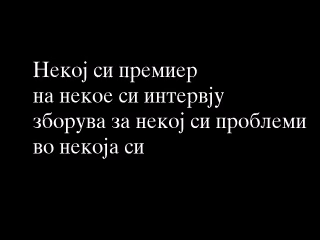 Некој си премиер
на некое си интервју
зборува за некој си проблеми
во некоја си